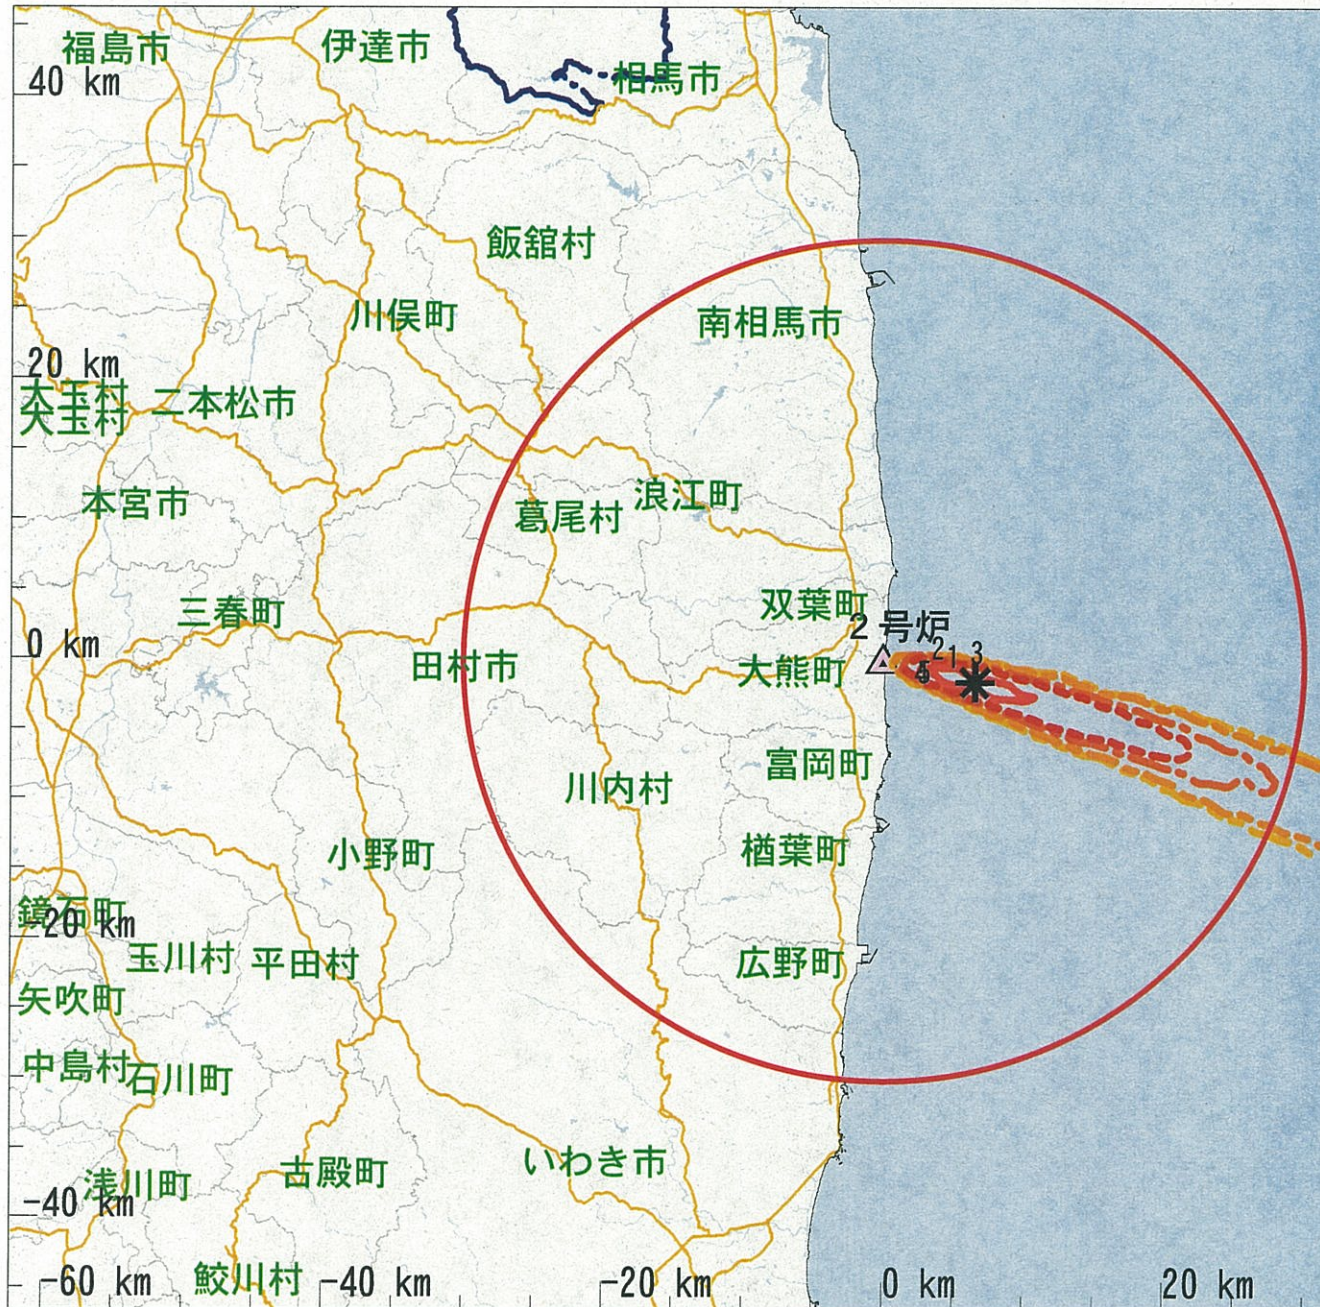 福島市
伊達市
相馬市
40 km
飯舘村
川俣町
南相馬市
20 km
大玉村
大玉村
二本松市
本宮市
葛尾村
浪江町
三春町
双葉町
2号炉
0 km
田村市
大熊町
2
1
3
富岡町
川内村
小野町
楢葉町
鏡石町
-20 km
玉川村
平田村
広野町
矢吹町
中島村
石川町
いわき市
浅川町
古殿町
-40 km
鮫川村
-60 km
-40 km
-20 km
0 km
20 km